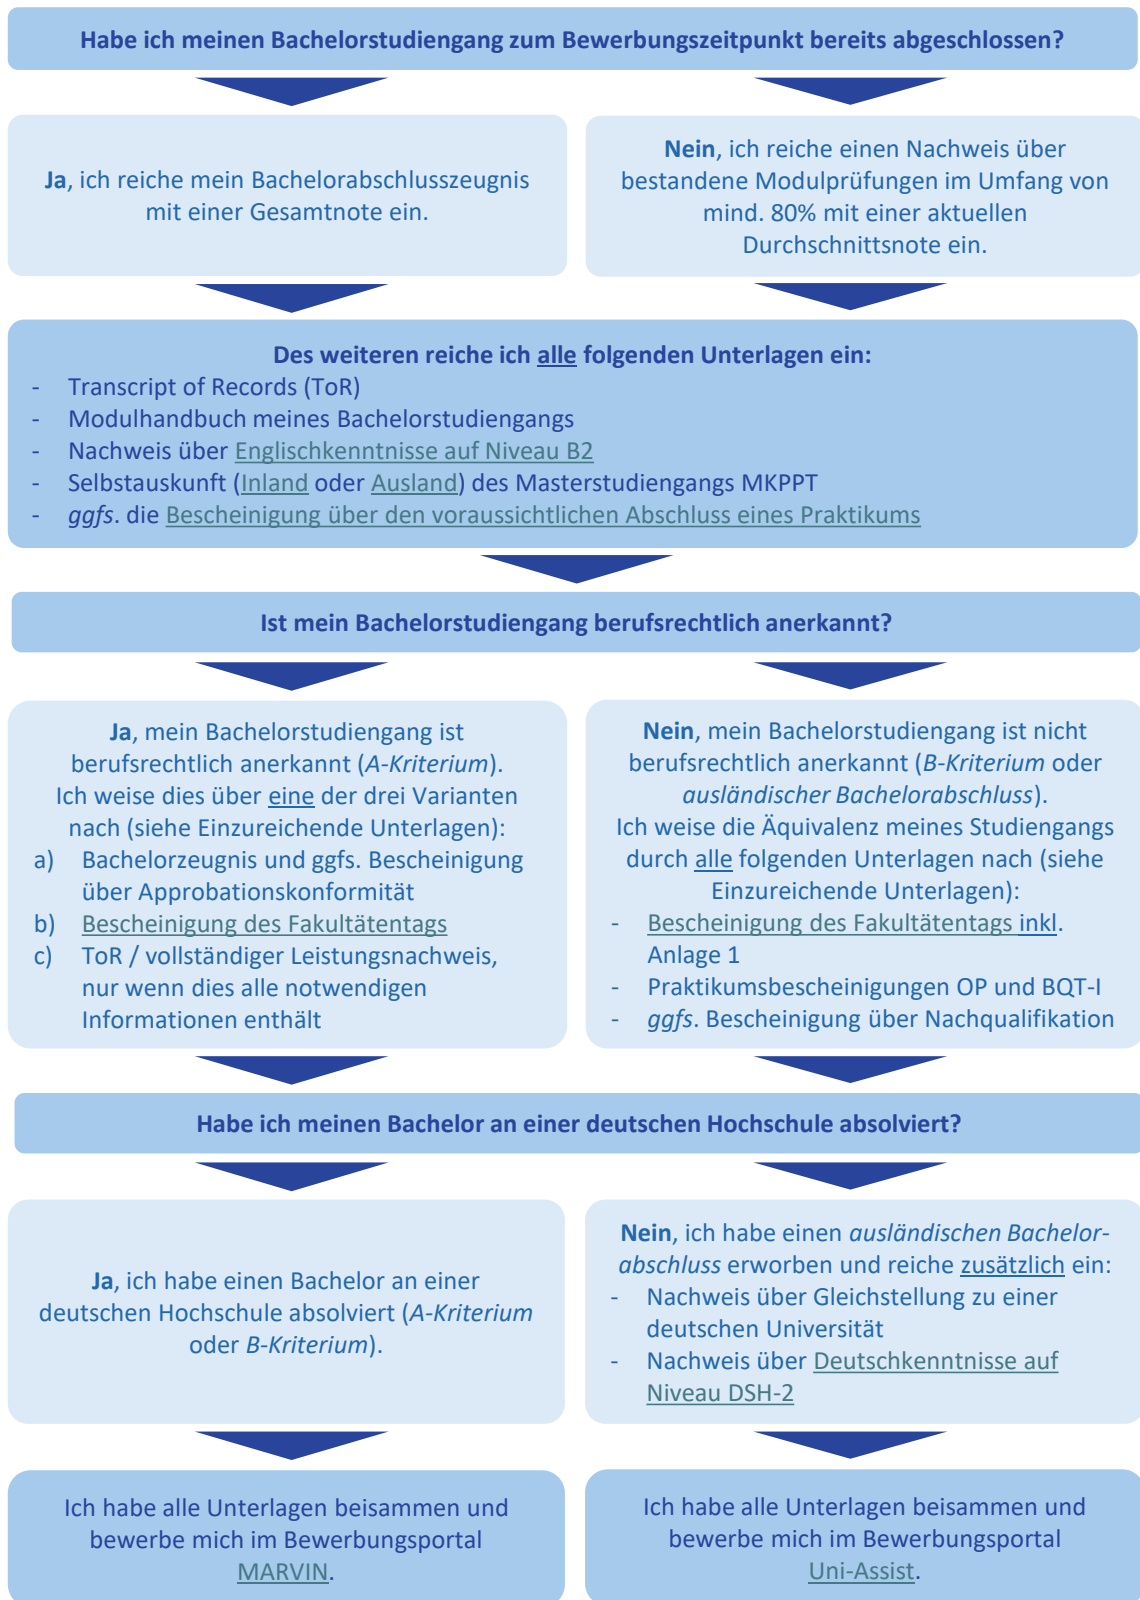 Habe ich meinen Bachelorstudiengang zum Bewerbungszeitpunkt bereits abgeschlossen?
Ja, ich reiche mein Bachelorabschlusszeugnis
mit einer Gesamtnote ein.
Nein, ich reiche einen Nachweis über
bestandene Modulprüfungen im Umfang von
mind. 80% mit einer aktuellen
Durchschnittsnote ein.
Des weiteren reiche ich alle folgenden Unterlagen ein:
- Transcript of Records (ToR)
- Modulhandbuch meines Bachelorstudiengangs
- Nachweis über Englischkenntnisse auf Niveau B2
- Selbstauskunft (Inland oder Ausland) des Masterstudiengangs MKPPT
- ggfs. die Bescheinigung über den voraussichtlichen Abschluss eines Praktikums
Ist mein Bachelorstudiengang berufsrechtlich anerkannt?
Ja, mein Bachelorstudiengang ist
berufsrechtlich anerkannt (A-Kriterium).
Ich weise dies über eine der drei Varianten
nach (siehe Einzureichende Unterlagen):
a) Bachelorzeugnis und ggfs. Bescheinigung
über Approbationskonformität
b) Bescheinigung des Fakultätentags
c) ToR / vollständiger Leistungsnachweis,
nur wenn dies alle notwendigen
Informationen enthält
Nein, mein Bachelorstudiengang ist nicht
berufsrechtlich anerkannt (B-Kriterium oder
ausländischer Bachelorabschluss).
Ich weise die Äquivalenz meines Studiengangs
durch alle folgenden Unterlagen nach (siehe
Einzureichende Unterlagen):
- Bescheinigung des Fakultätentags inkl.
Anlage 1
- Praktikumsbescheinigungen OP und BQT-I
- ggfs. Bescheinigung über Nachqualifikation
Habe ich meinen Bachelor an einer deutschen Hochschule absolviert?
Ja, ich habe einen Bachelor an einer
deutschen Hochschule absolviert (A-Kriterium
oder B-Kriterium).
Nein, ich habe einen ausländischen Bachelor-
abschluss erworben und reiche zusätzlich ein:
- Nachweis über Gleichstellung zu einer
deutschen Universität
- Nachweis über Deutschkenntnisse auf
Niveau DSH-2
Ich habe alle Unterlagen beisammen und
bewerbe mich im Bewerbungsportal
MARVIN.
Ich habe alle Unterlagen beisammen und
bewerbe mich im Bewerbungsportal
Uni-Assist.